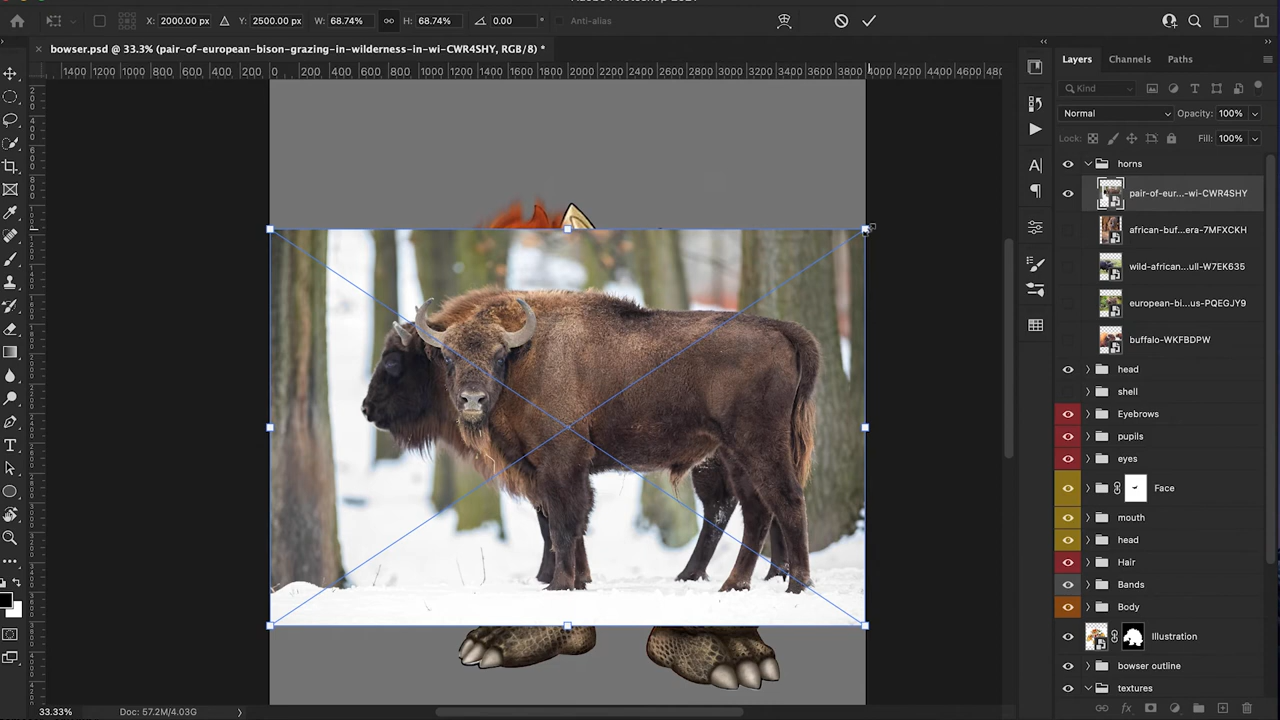 X: 2000.00 px
Y: 2500.00 px
W: 68.74%
H: 68.74%
0.00 °
Anti-alias
× bowser.psd @ 33.3% (pair-of-european-bison-grazing-in-wilderness-in-wi-CWR4SHY, RGB/8) *
1400 1200 1000 800 600 400 200 0 200 400 600 800 1000 1200 1400 1600 1800 2000 2200 2400 2600 2800 3000 3200 3400 3600 3800 4000 4200 4400 4600
Layers Channels Paths
Kind
Normal
Opacity: 100%
Lock:
Fill: 100%
horns
pair-of-eur...-wi-CWR4SHY
african-buf...era-7MFXCKH
wild-african...ull-W7EK635
european-bi...us-PQEGJY9
buffalo-WKFBDPW
head
shell
Eyebrows
pupils
eyes
Face
mouth
head
Hair
Bands
Body
Illustration
bowser outline
textures
33.33%
Doc: 57.2M/4.03G